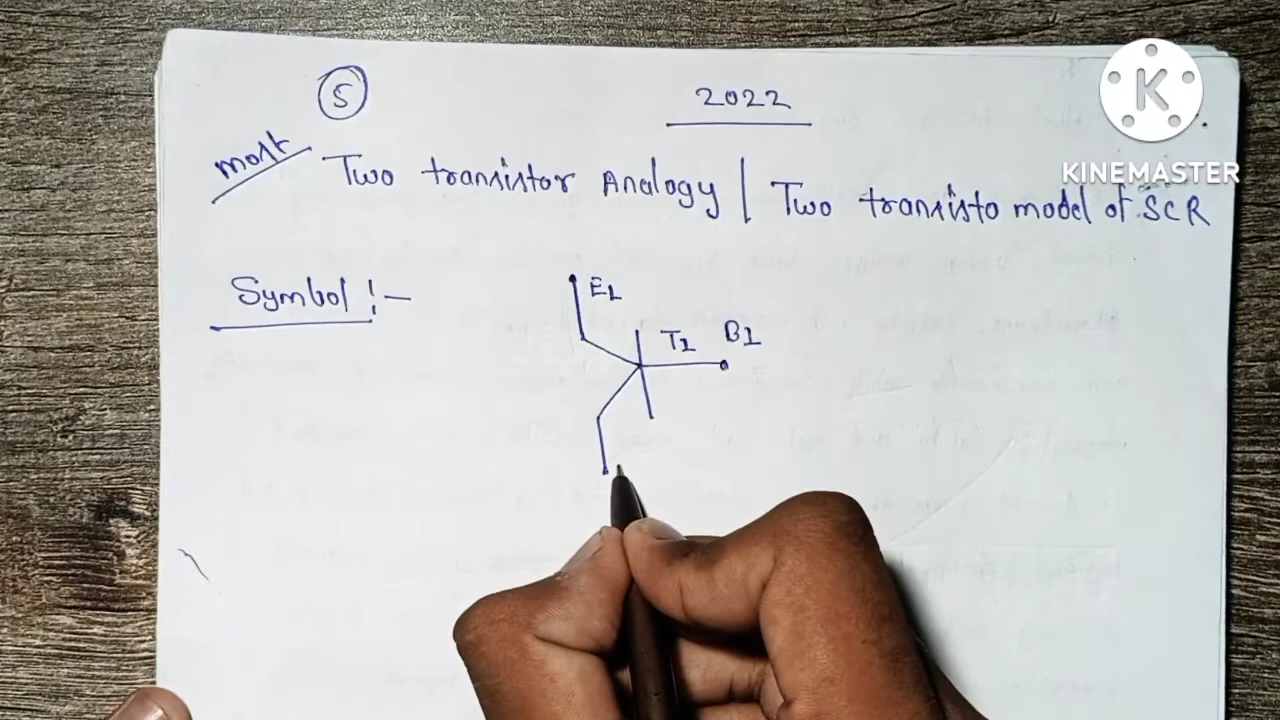 5
2022
most
Two transistor Analogy | Two transisto model of SCR
Symbol :-
E1
T1 B1
K
KINEMASTER